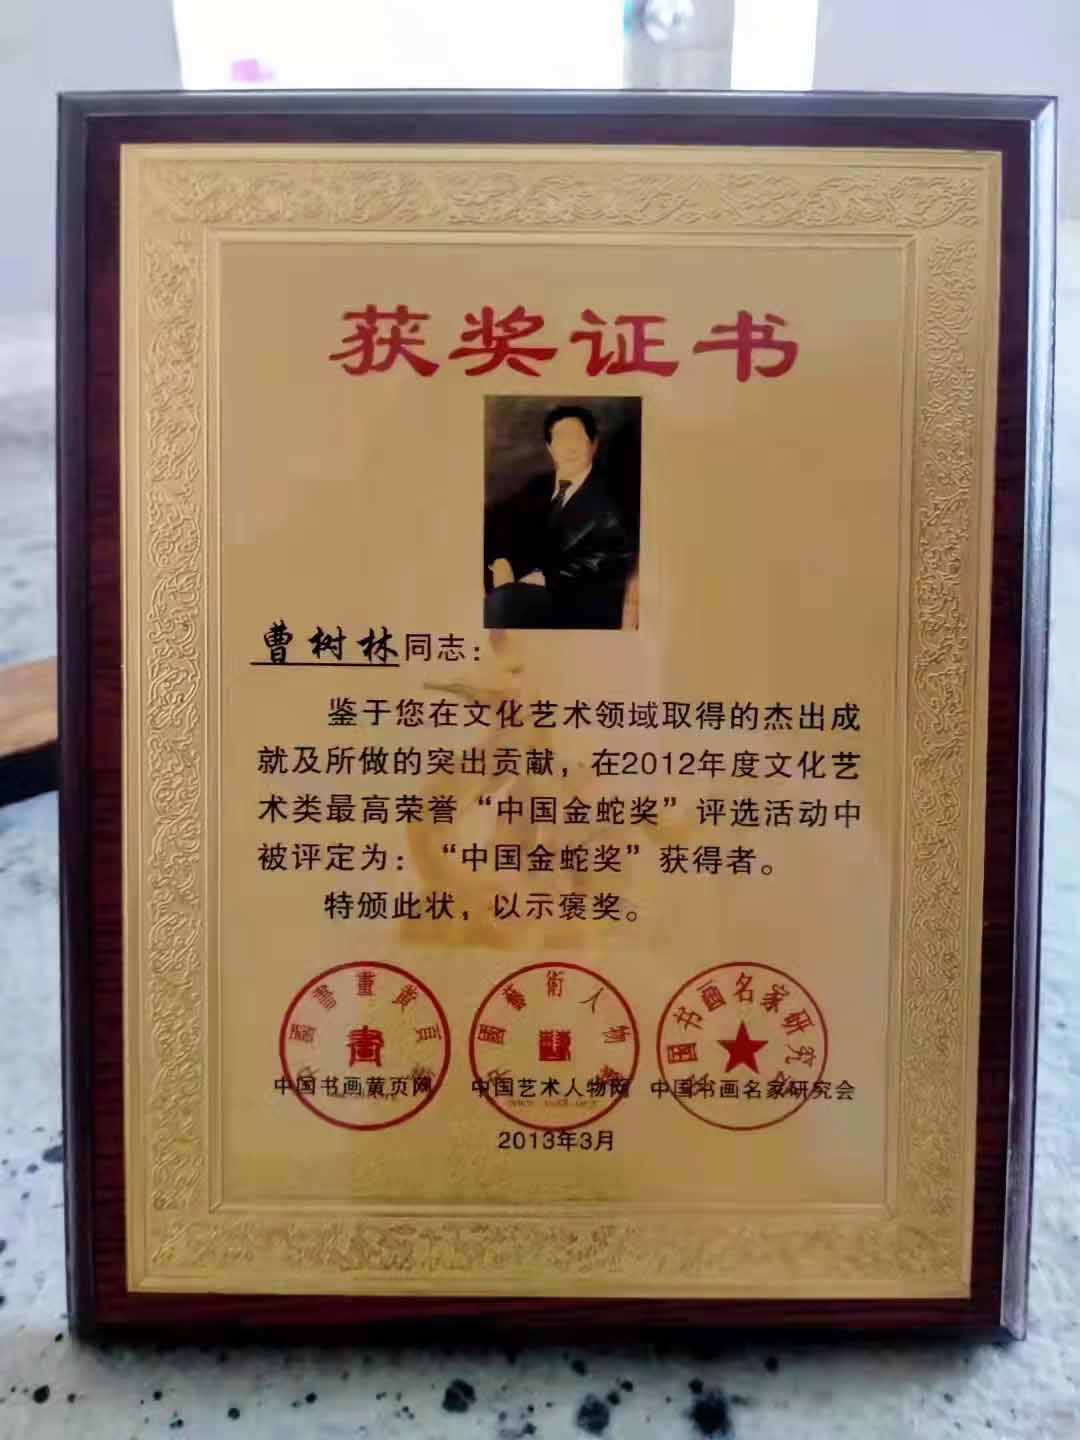 获奖证书
曹树林同志：
鉴于您在文化艺术领域取得的杰出成
就及所做的突出贡献，在2012年度文化艺
术类最高荣誉“中国金蛇奖”评选活动中
被评定为：“中国金蛇奖”获得者。
特颁此状，以示褒奖。
中国书画黄页网 中国艺术人物网 中国书画名家研究会
2013年3月